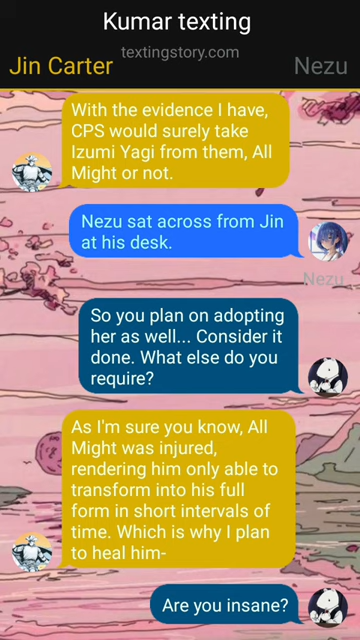 Kumar texting
textingstory.com
Jin Carter
Nezu
With the evidence I have,
CPS would surely take
Izumi Yagi from them, All
Might or not.
Nezu sat across from Jin
at his desk.
Nezu
So you plan on adopting
her as well... Consider it
done. What else do you
require?
As I'm sure you know, All
Might was injured,
rendering him only able to
transform into his full
form in short intervals of
time. Which is why I plan
to heal him-
Are you insane?